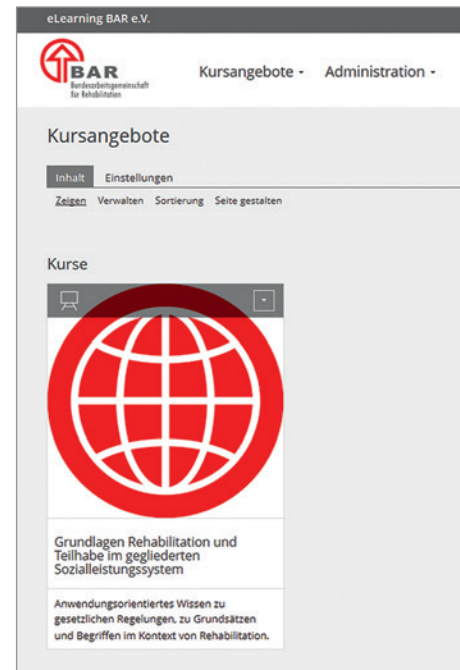 eLearning BAR e.V.
BAR
Bundesarbeitsgemeinschaft
für Rehabilitation
Kursangebote
Administration
Kursangebote
Inhalt Einstellungen
Zeigen Verwalten Sortierung Seite gestalten
Kurse
Grundlagen Rehabilitation und
Teilhabe im gegliederten
Sozialleistungssystem
Anwendungsorientiertes Wissen zu
gesetzlichen Regelungen, zu Grundsätzen
und Begriffen im Kontext von Rehabilitation.